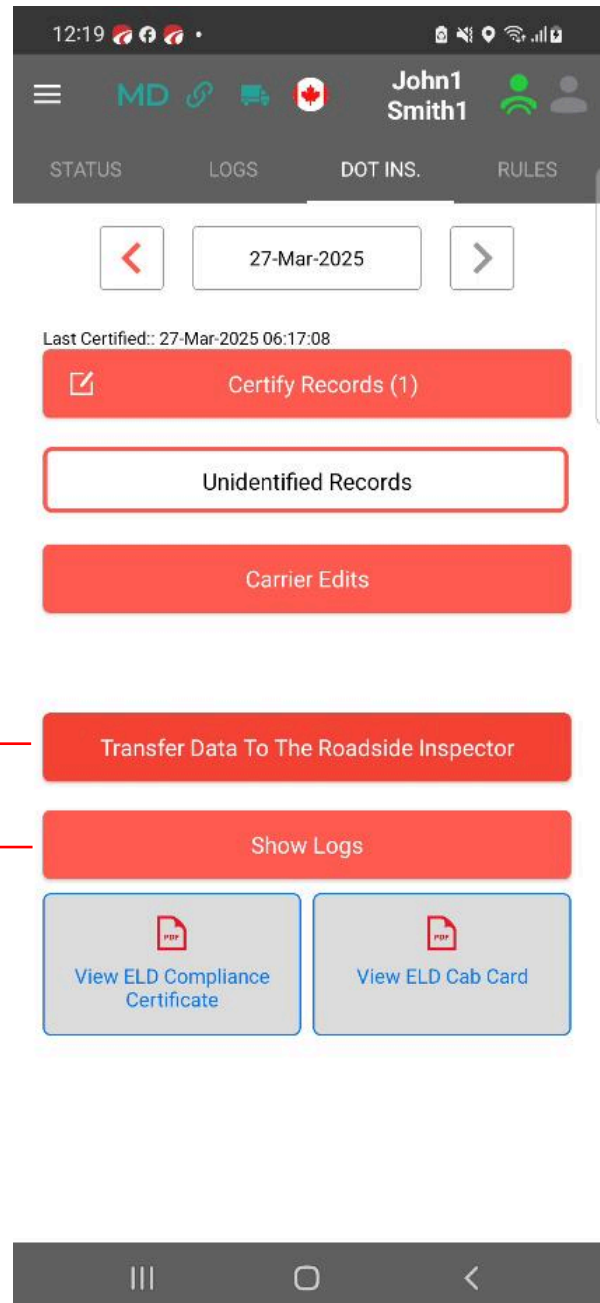 12:19
MD
John1
Smith1
STATUS LOGS DOT INS. RULES
27-Mar-2025
Last Certified:: 27-Mar-2025 06:17:08
Certify Records (1)
Unidentified Records
Carrier Edits
Transfer Data To The Roadside Inspector
Show Logs
PDF PDF
View ELD Compliance
Certificate
View ELD Cab Card